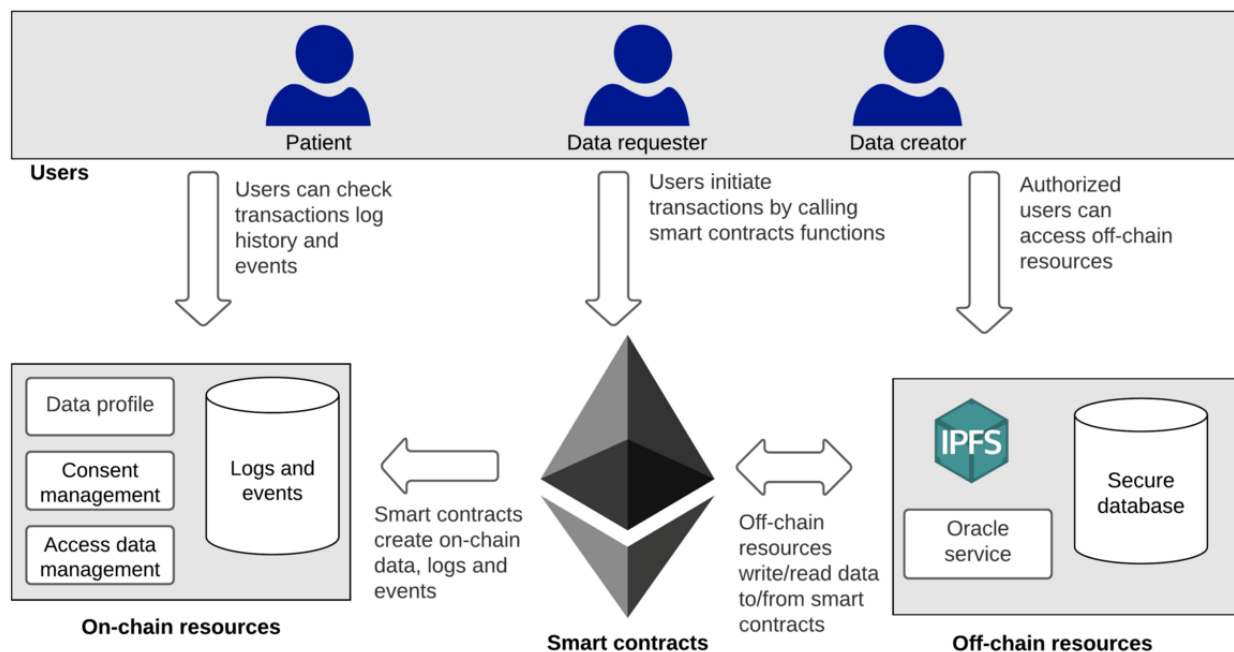 Patient
Data requester
Data creator
Users
Users can check
transactions log
history and
events
Users initiate
transactions by calling
smart contracts functions
Authorized
users can
access off-chain
resources
Data profile
Consent
management
Access data
management
Logs and
events
Smart contracts
create on-chain
data, logs and
events
Off-chain
resources
write/read data
to/from smart
contracts
IPFS
Oracle
service
Secure
database
On-chain resources
Smart contracts
Off-chain resources